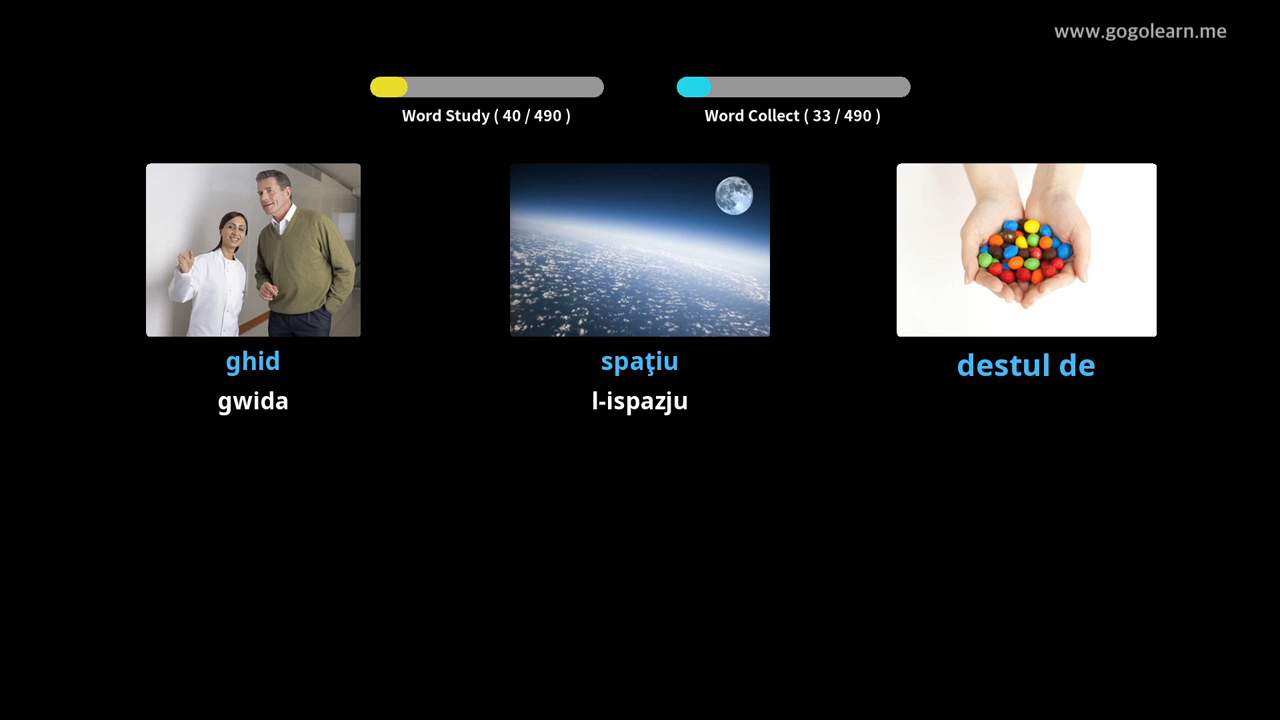 www.gogolearn.me
Word Study ( 40 / 490 )
Word Collect ( 33 / 490 )
ghid
gwida
spaţiu
l-ispazju
destul de